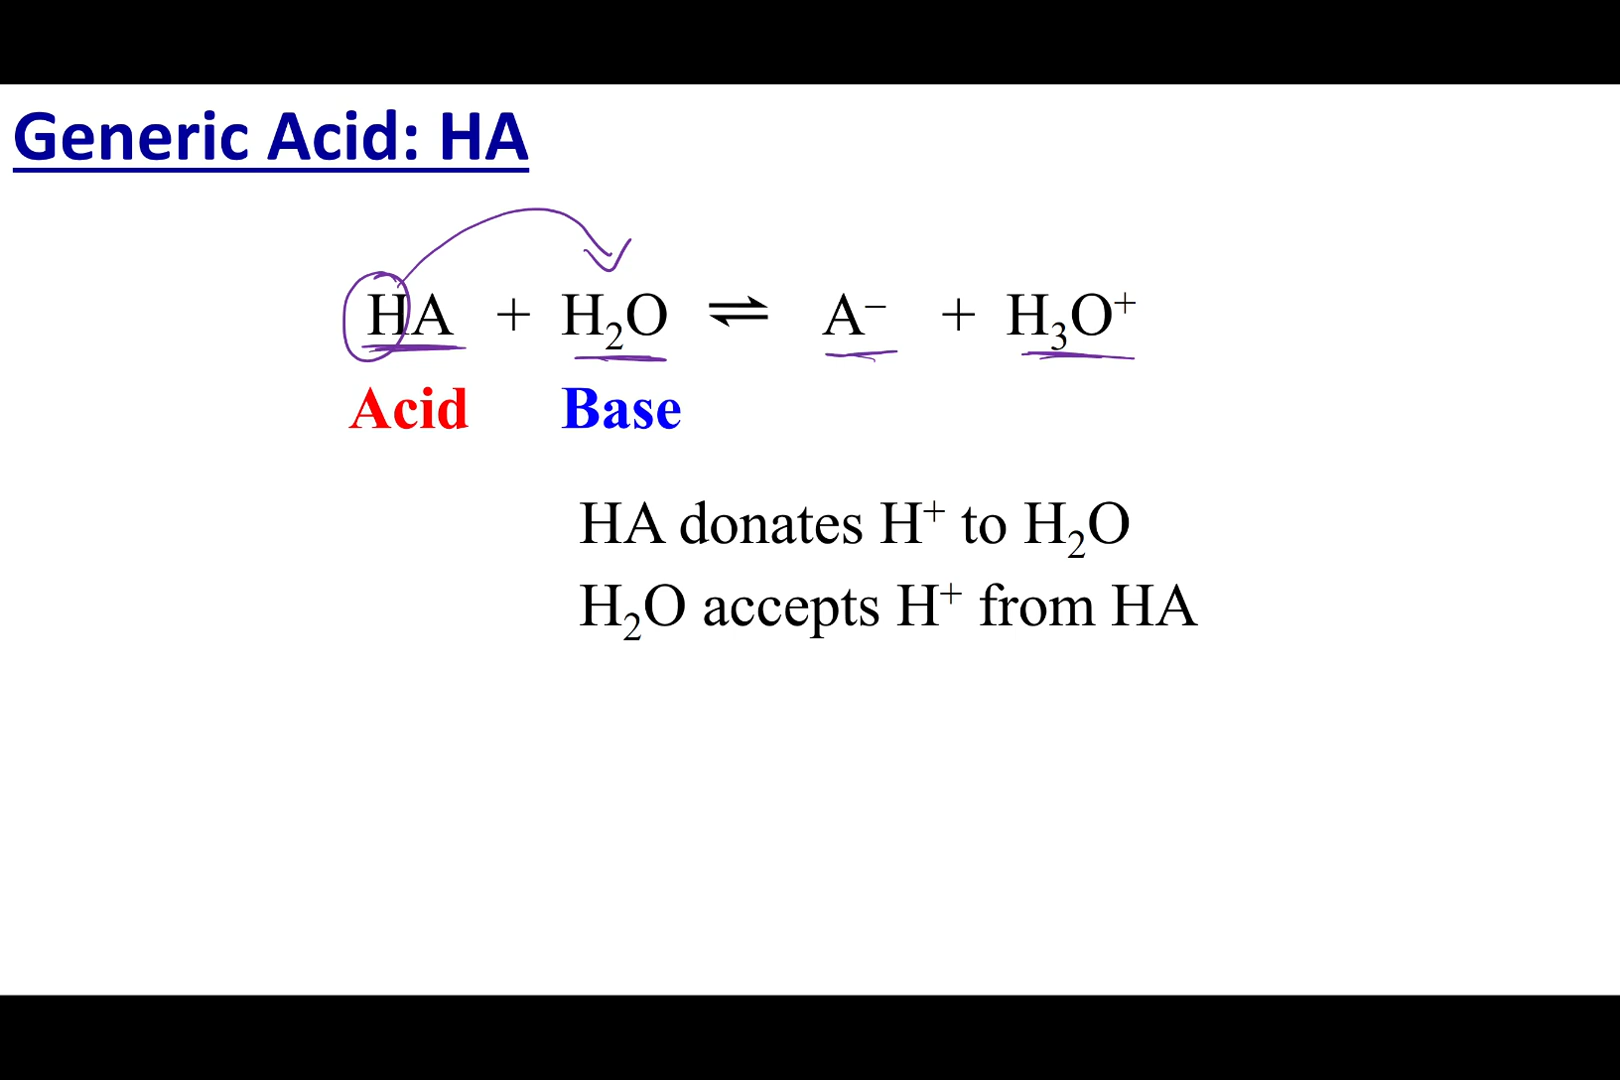 Generic Acid: HA
HA + H₂O ⇌ A⁻ + H₃O⁺
Acid Base
HA donates H⁺ to H₂O
H₂O accepts H⁺ from HA